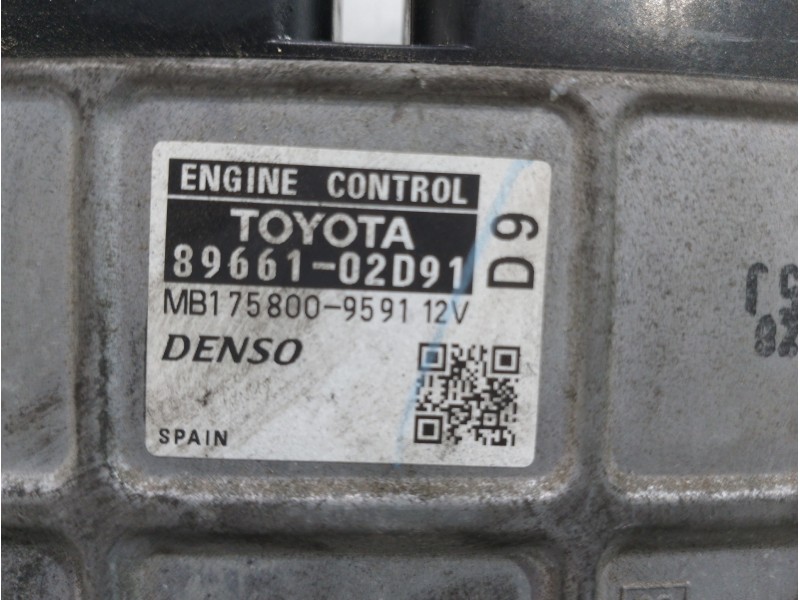 ENGINE CONTROL
TOYOTA
89661-02D91
D9
MB175800-9591 12V
DENSO
SPAIN